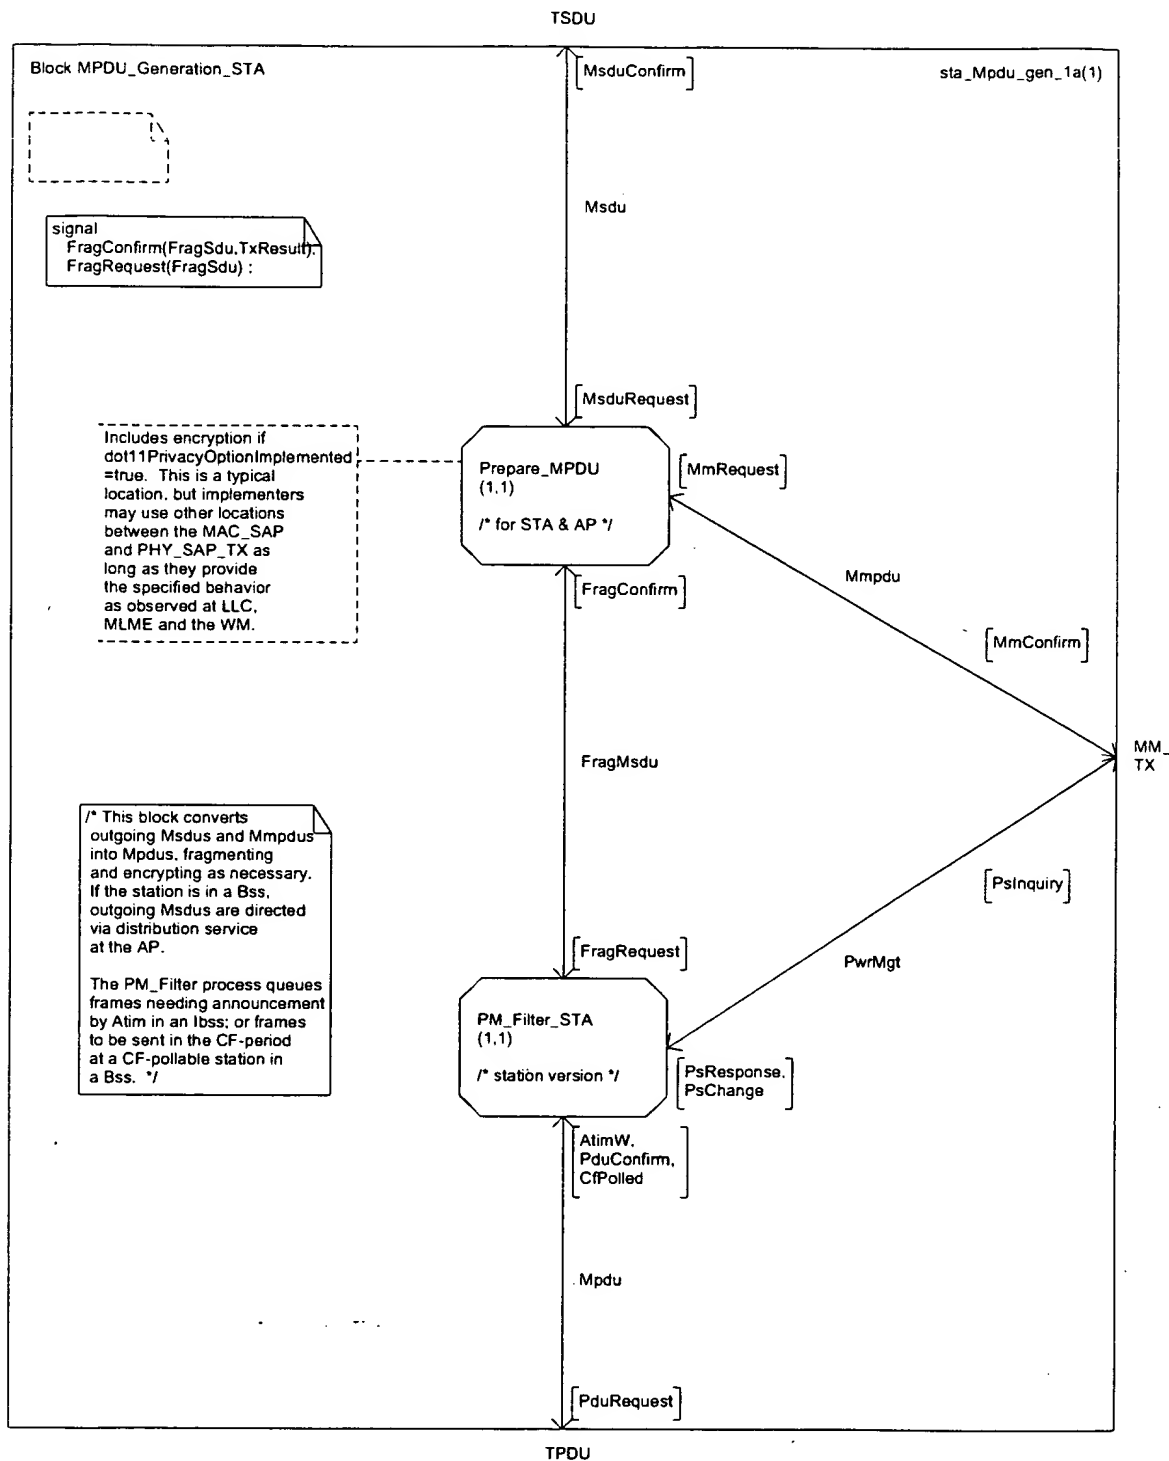 TSDU
Block MPDU_Generation_STA
sta_Mpdu_gen_1a(1)
MsduConfirm
Msdu
signal
FragConfirm(FragSdu,TxResult),
FragRequest(FragSdu) ;
MsduRequest
Includes encryption if
dot11PrivacyOptionImplemented
=true. This is a typical
location, but implementers
may use other locations
between the MAC_SAP
and PHY_SAP_TX as
long as they provide
the specified behavior
as observed at LLC,
MLME and the WM.
Prepare_MPDU
(1,1)
/* for STA & AP */
MmRequest
FragConfirm
Mmpdu
MmConfirm
MM_
TX
FragMsdu
/* This block converts
outgoing Msdus and Mmpdus
into Mpdus, fragmenting
and encrypting as necessary.
If the station is in a Bss,
outgoing Msdus are directed
via distribution service
at the AP.
The PM_Filter process queues
frames needing announcement
by Atim in an Ibss; or frames
to be sent in the CF-period
at a CF-pollable station in
a Bss. */
PsInquiry
FragRequest
PwrMgt
PM_Filter_STA
(1,1)
/* station version */
PsResponse,
PsChange
AtimW,
PduConfirm,
CfPolled
Mpdu
PduRequest
TPDU